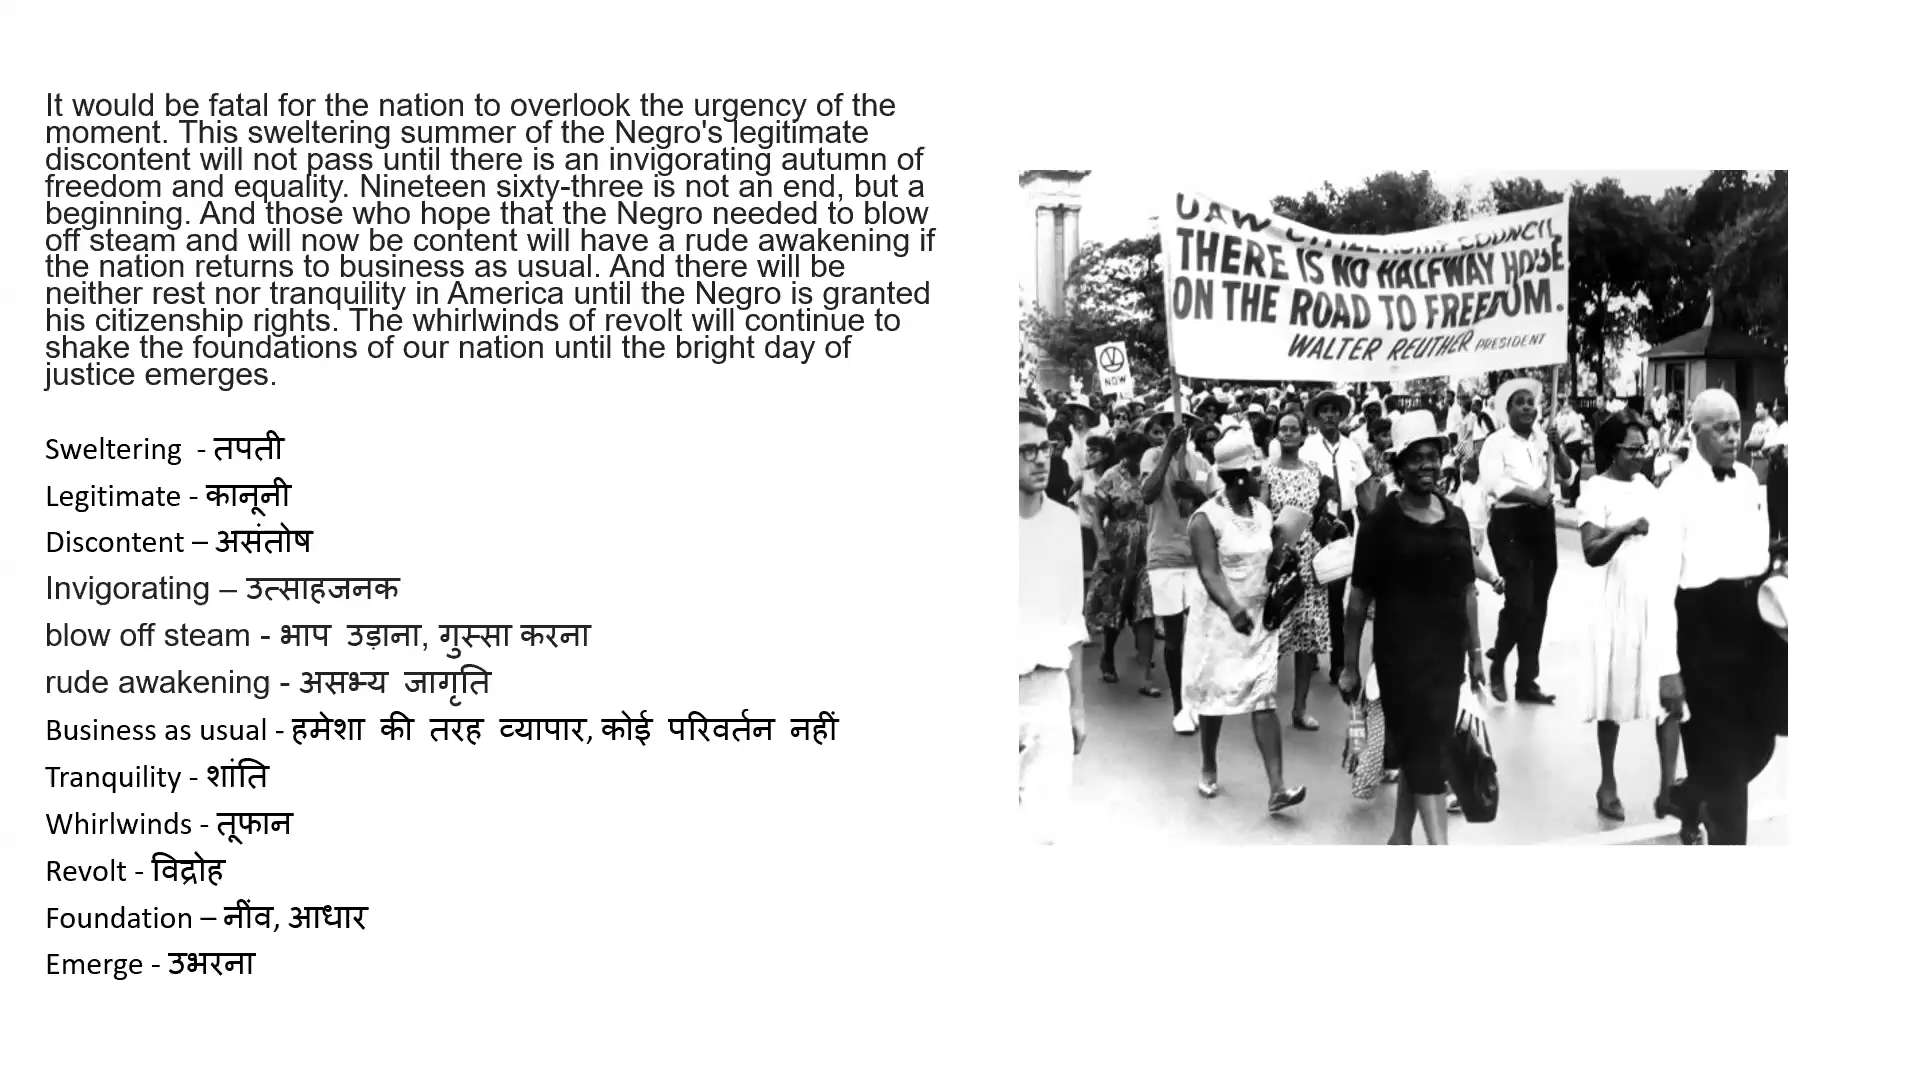 It would be fatal for the nation to overlook the urgency of the
moment. This sweltering summer of the Negro's legitimate
discontent will not pass until there is an invigorating autumn of
freedom and equality. Nineteen sixty-three is not an end, but a
beginning. And those who hope that the Negro needed to blow
off steam and will now be content will have a rude awakening if
the nation returns to business as usual. And there will be
neither rest nor tranquility in America until the Negro is granted
his citizenship rights. The whirlwinds of revolt will continue to
shake the foundations of our nation until the bright day of
justice emerges.
Sweltering  - तपती
Legitimate - कानूनी
Discontent – असंतोष
Invigorating – उत्साहजनक
blow off steam - भाप उड़ाना, गुस्सा करना
rude awakening - असभ्य जागृति
Business as usual - हमेशा की तरह व्यापार, कोई परिवर्तन नहीं
Tranquility - शांति
Whirlwinds - तूफान
Revolt - विद्रोह
Foundation – नींव, आधार
Emerge - उभरना
UAW CITIZENSHIP COUNCIL
THERE IS NO HALFWAY HOUSE
ON THE ROAD TO FREEDOM.
WALTER REUTHER PRESIDENT
NOW